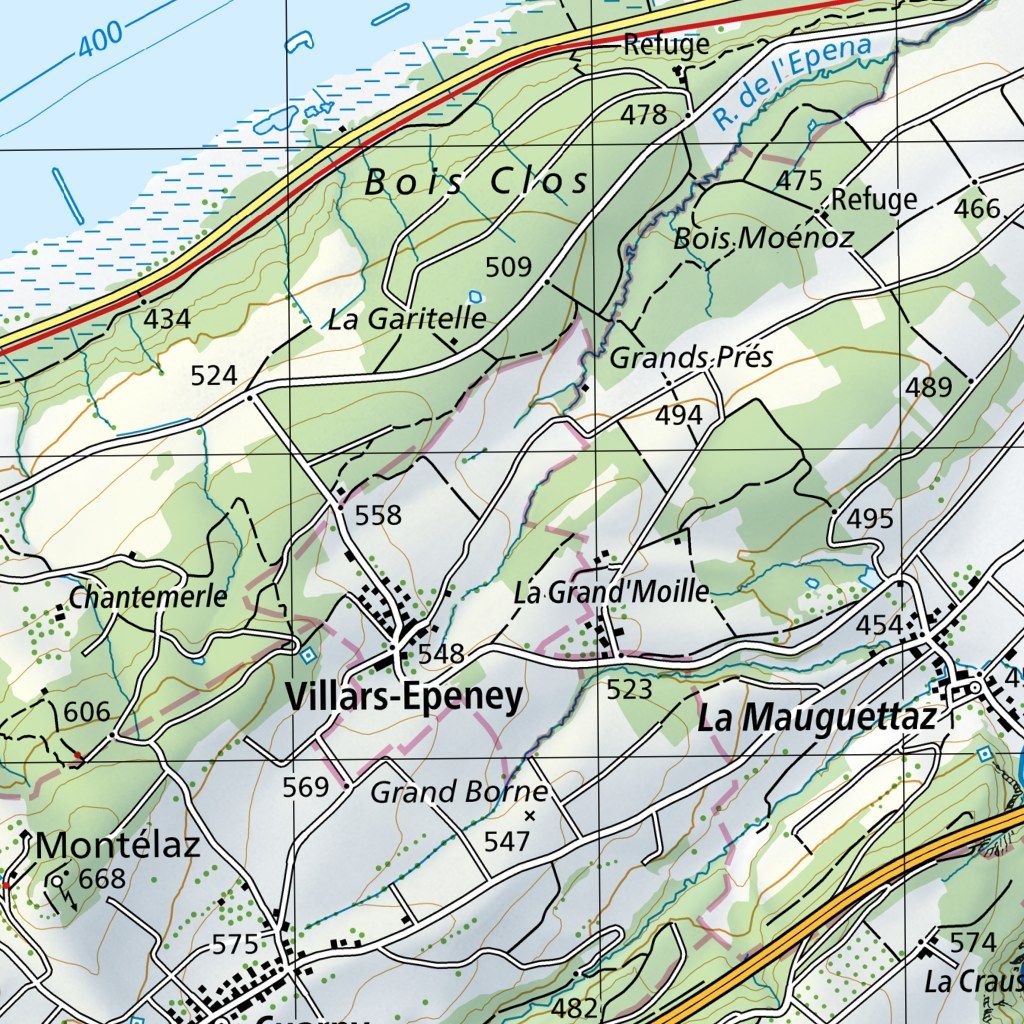 400
Refuge
R. de l'Epena
478
Bois Clos
475
Refuge
466
Bois Moénoz
509
434
La Garitelle
Grands Prés
524
489
494
558
495
Chantemerle
La Grand'Moille
454
548
523
Villars-Epeney
La Mauguettaz
606
569
Grand Borne
547
Montélaz
668
575
574
La Craus
482